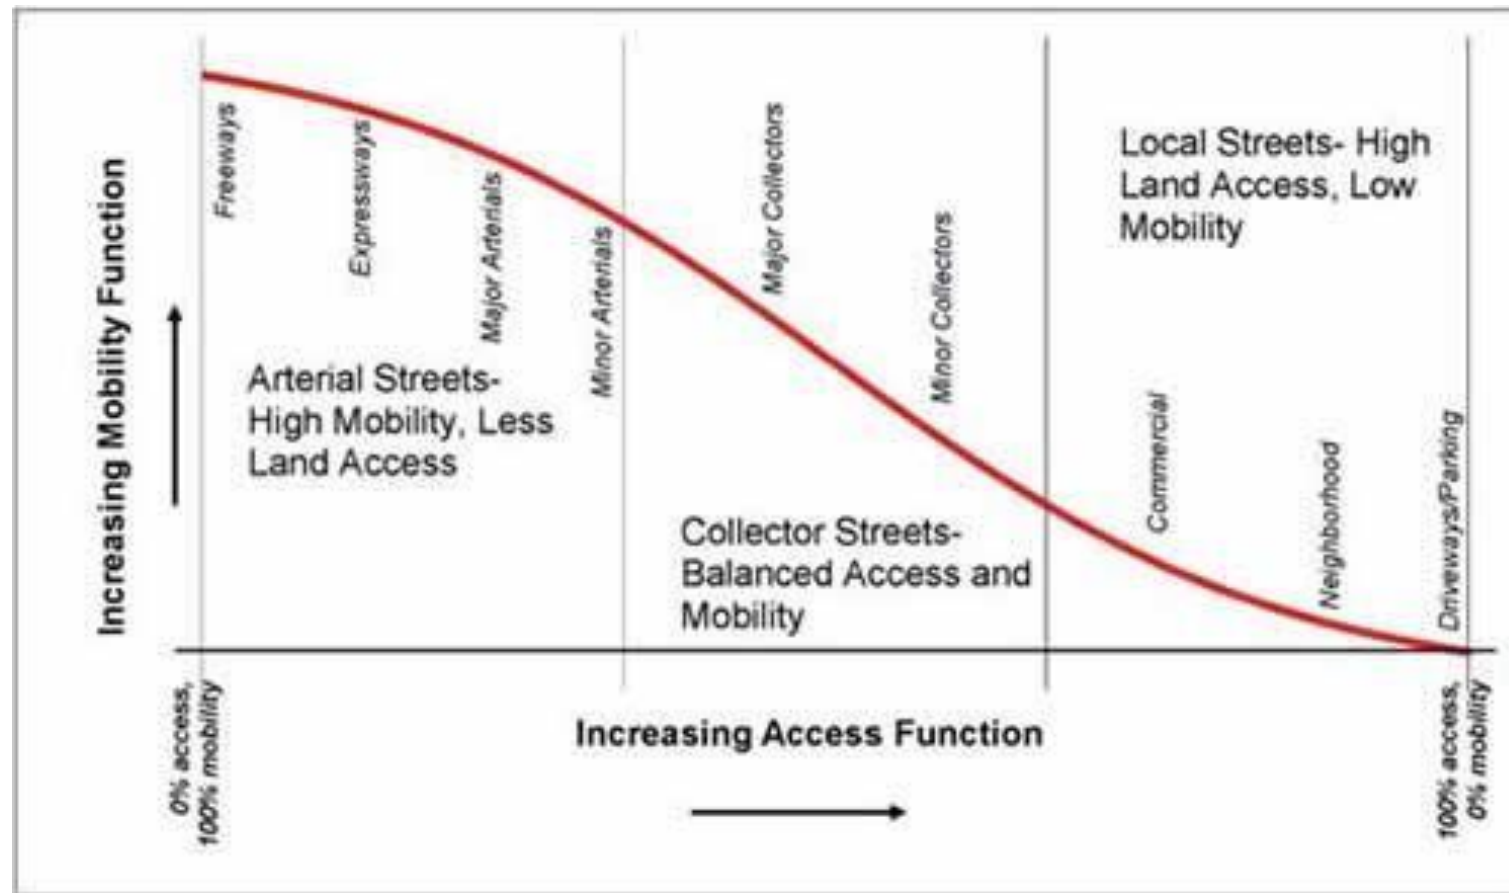 Increasing Mobility Function
Freeways
Expressways
Major Arterials
Minor Arterials
Arterial Streets-
High Mobility, Less
Land Access
Major Collectors
Minor Collectors
Collector Streets-
Balanced Access and
Mobility
Local Streets- High
Land Access, Low
Mobility
Commercial
Neighborhood
Driveways/Parking
0% access,
100% mobility
Increasing Access Function
100% access,
0% mobility